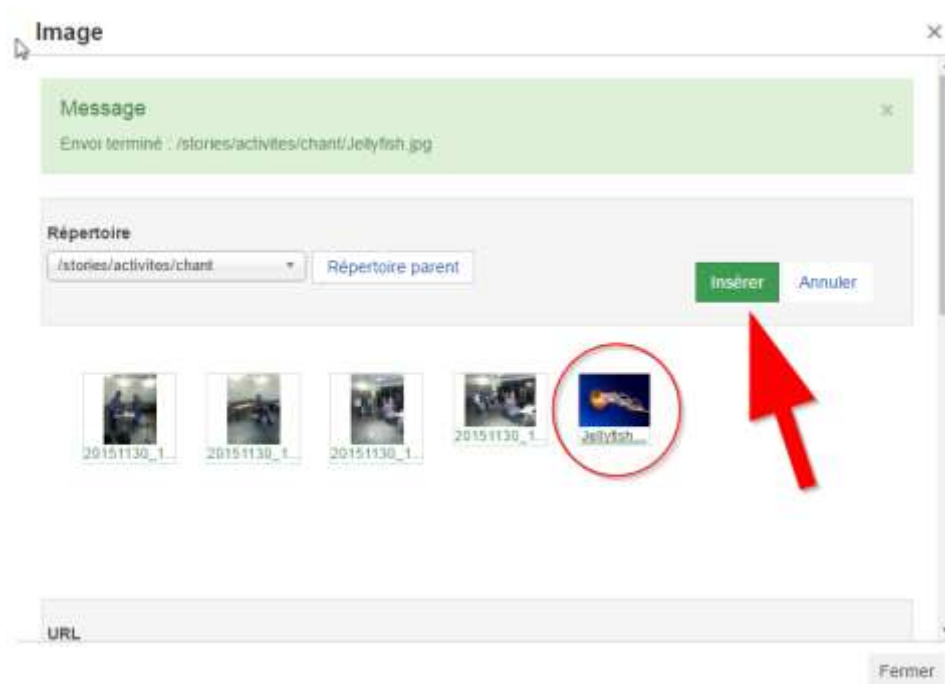 Image
×
Message
×
Envoi terminé : /stories/activites/chant/Jellyfish.jpg
Répertoire
/stories/activites/chant
Répertoire parent
Insérer
Annuler
20151130_1...
20151130_1...
20151130_1...
20151130_1...
Jellyfish...
URL
Fermer